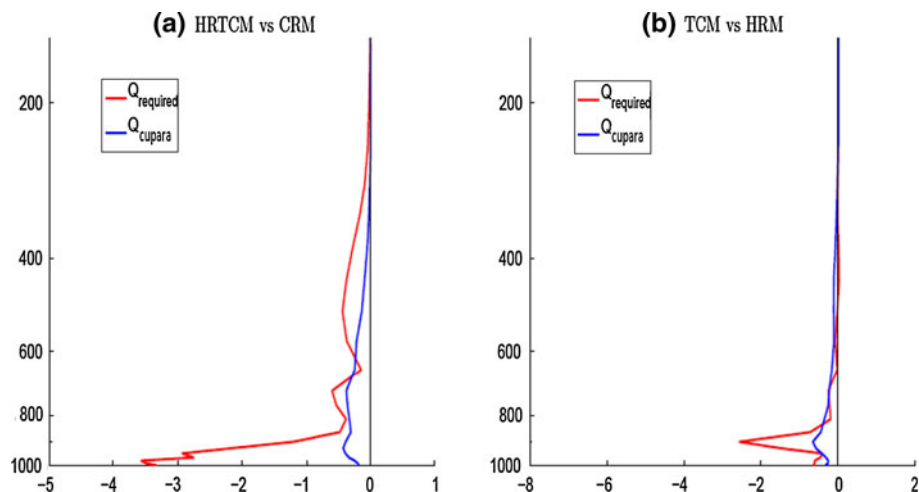 (a) HRTCM vs CRM
Q_required
Q_cupara
200
400
600
800
1000
−5 −4 −3 −2 −1 0 1
(b) TCM vs HRM
Q_required
Q_cupara
200
400
600
800
1000
−8 −6 −4 −2 0 2